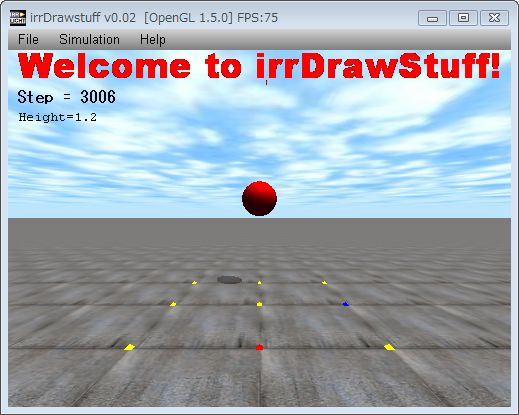 irrDrawstuff v0.02 [OpenGL 1.5.0] FPS:75
File Simulation Help
Welcome to irrDrawStuff!
Step = 3006
Height=1.2